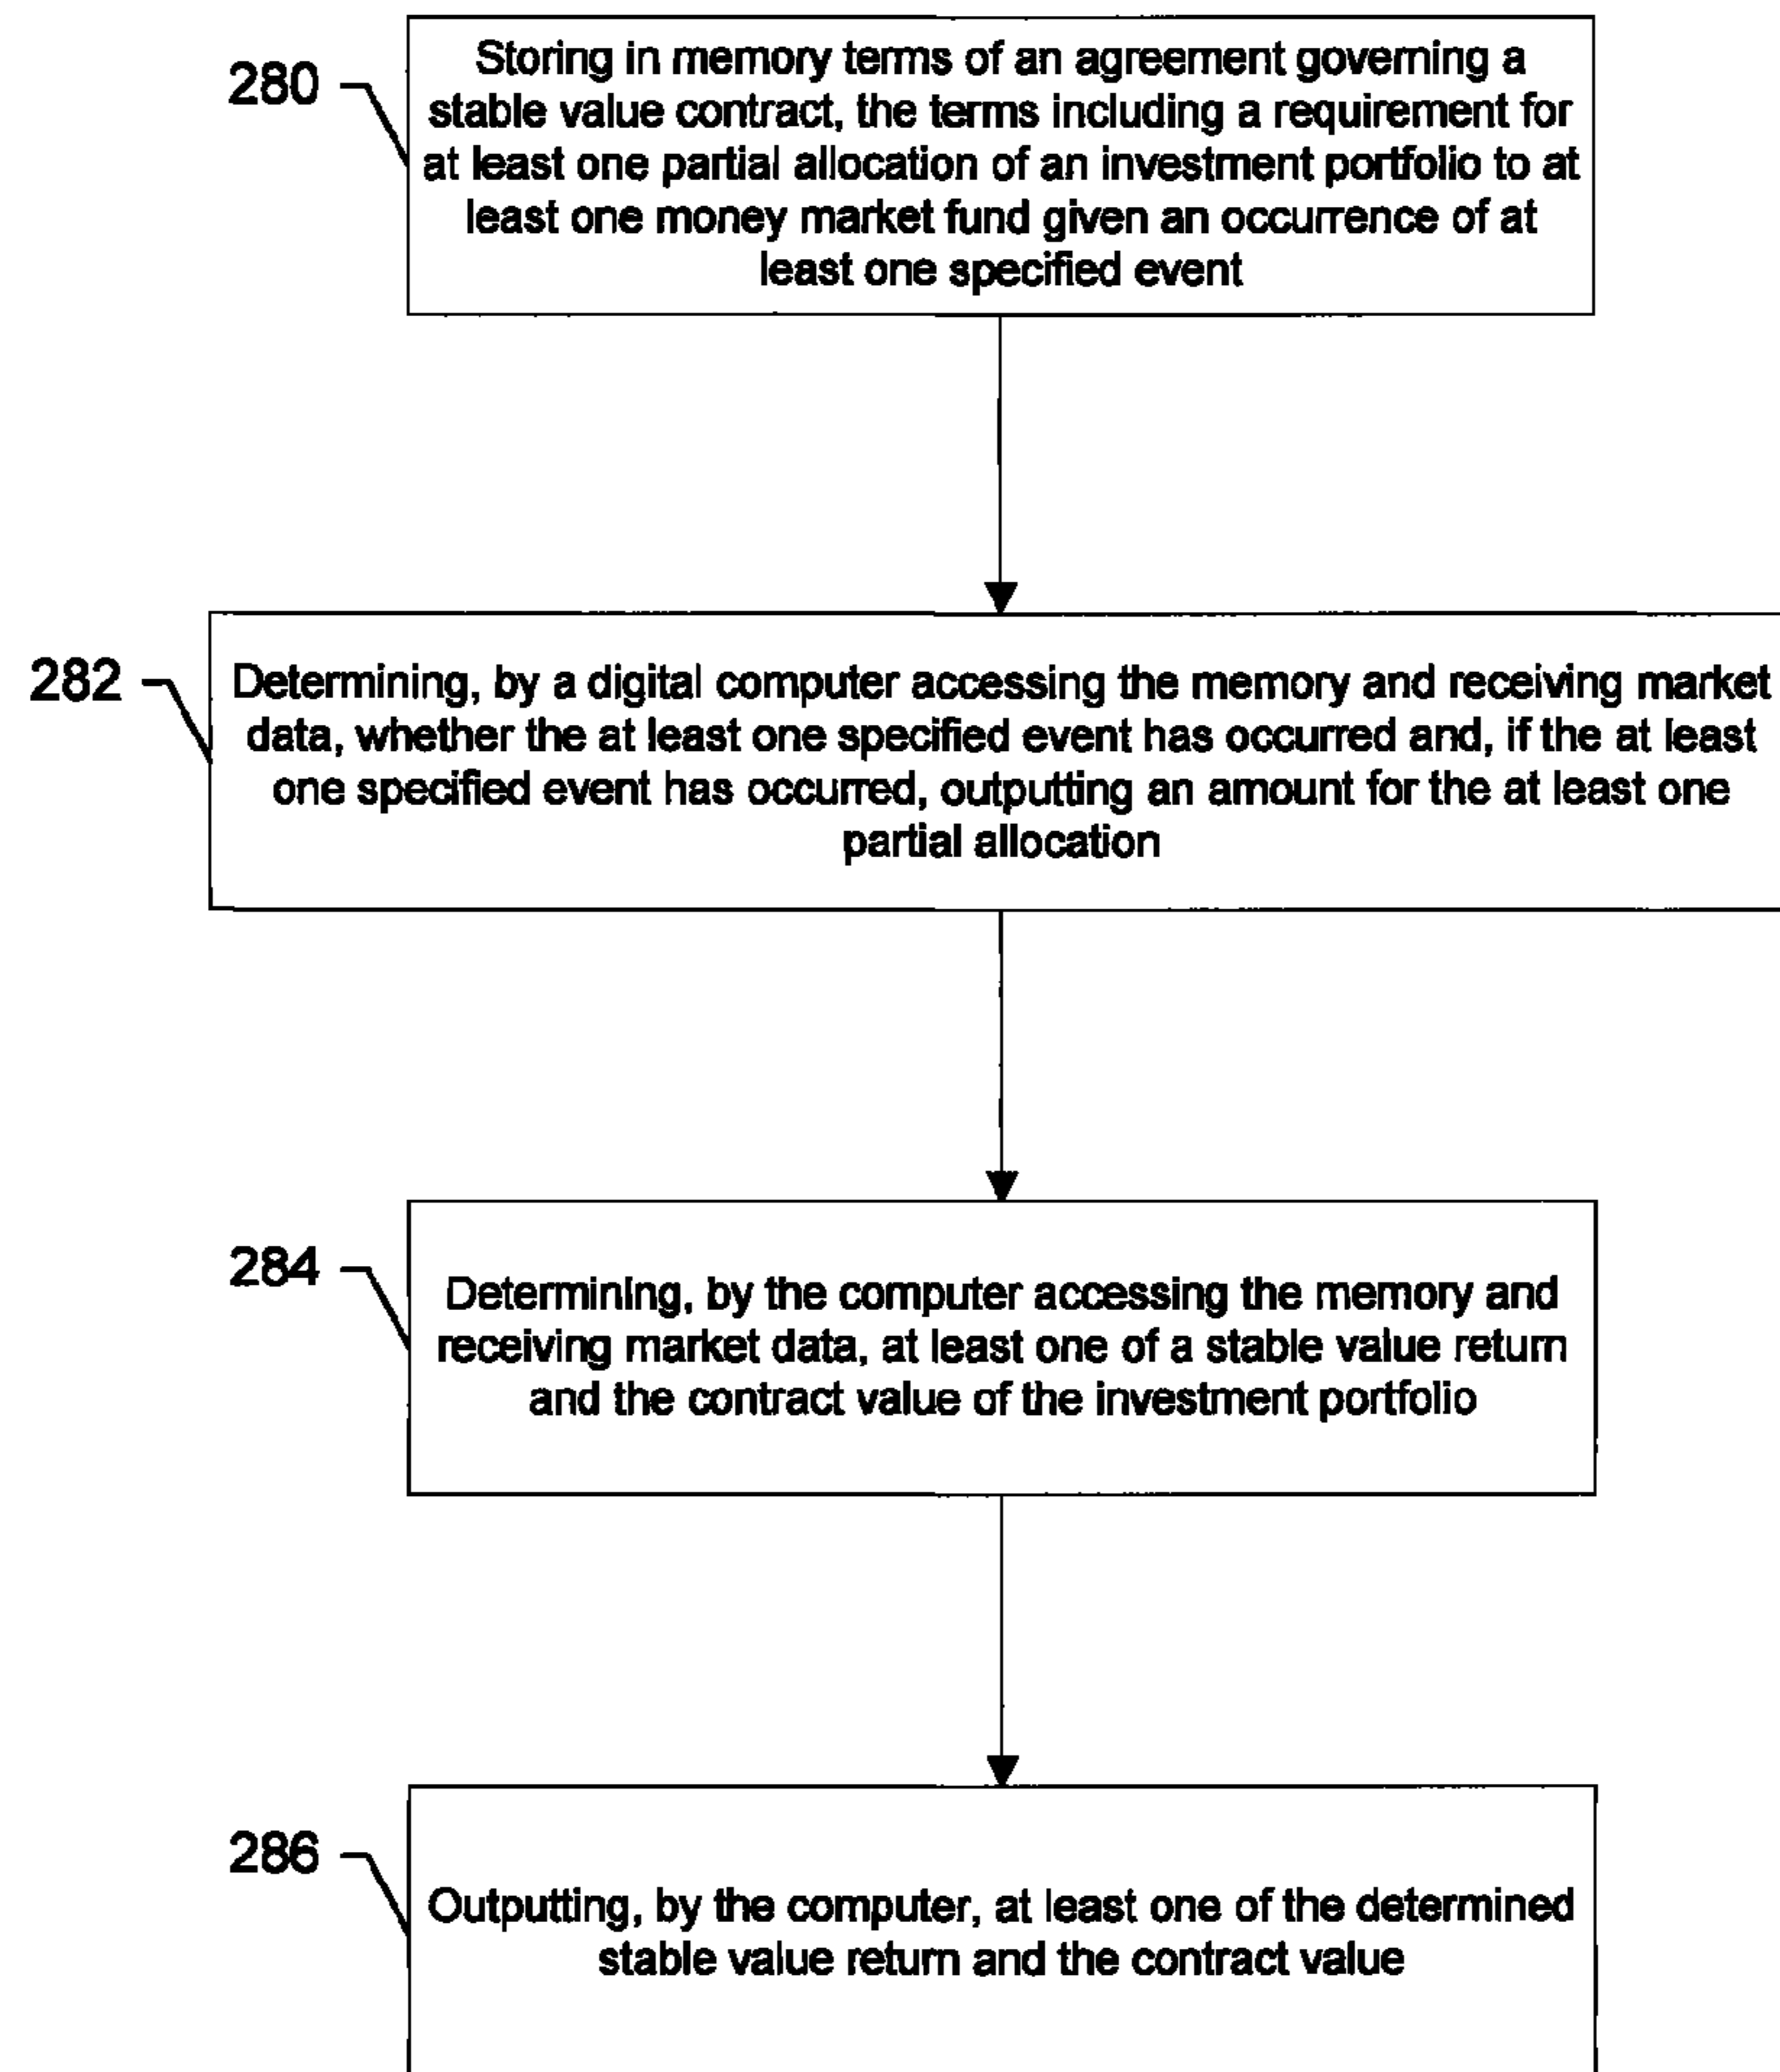 280
Storing in memory terms of an agreement governing a
stable value contract, the terms including a requirement for
at least one partial allocation of an investment portfolio to at
least one money market fund given an occurrence of at
least one specified event
282
Determining, by a digital computer accessing the memory and receiving market
data, whether the at least one specified event has occurred and, if the at least
one specified event has occurred, outputting an amount for the at least one
partial allocation
284
Determining, by the computer accessing the memory and
receiving market data, at least one of a stable value return
and the contract value of the investment portfolio
286
Outputting, by the computer, at least one of the determined
stable value return and the contract value